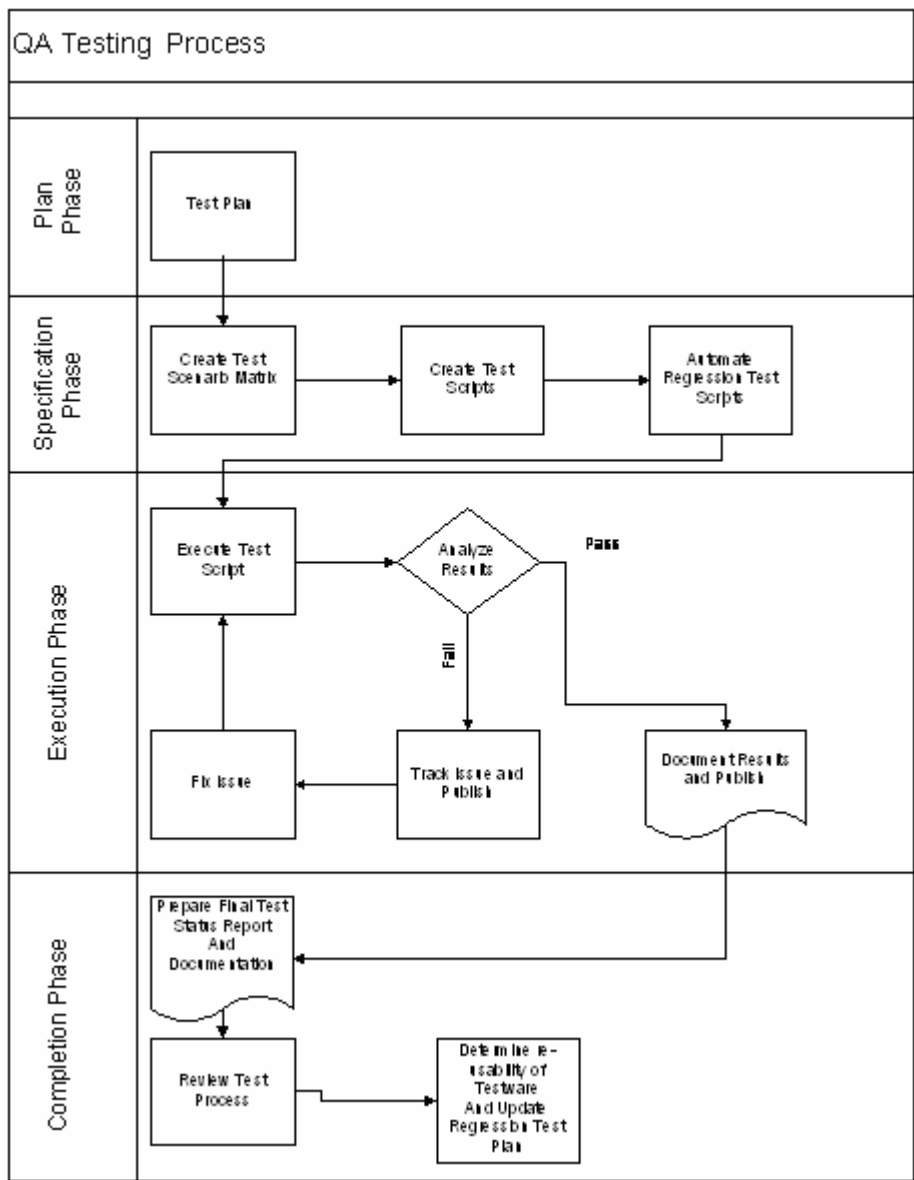 QA Testing Process
Plan
Phase
Test Plan
Specification
Phase
Create Test
Scenario Matrix
Create Test
Scripts
Automate
Regression Test
Scripts
Execution Phase
Execute Test
Script
Analyze
Results
Pass
Fail
Fix Issue
Track Issue and
Publish
Document Results
and Publish
Completion Phase
Prepare Final Test
Status Report
And
Documentation
Review Test
Process
Determine re-
usability of
Testware
And Update
Regression Test
Plan